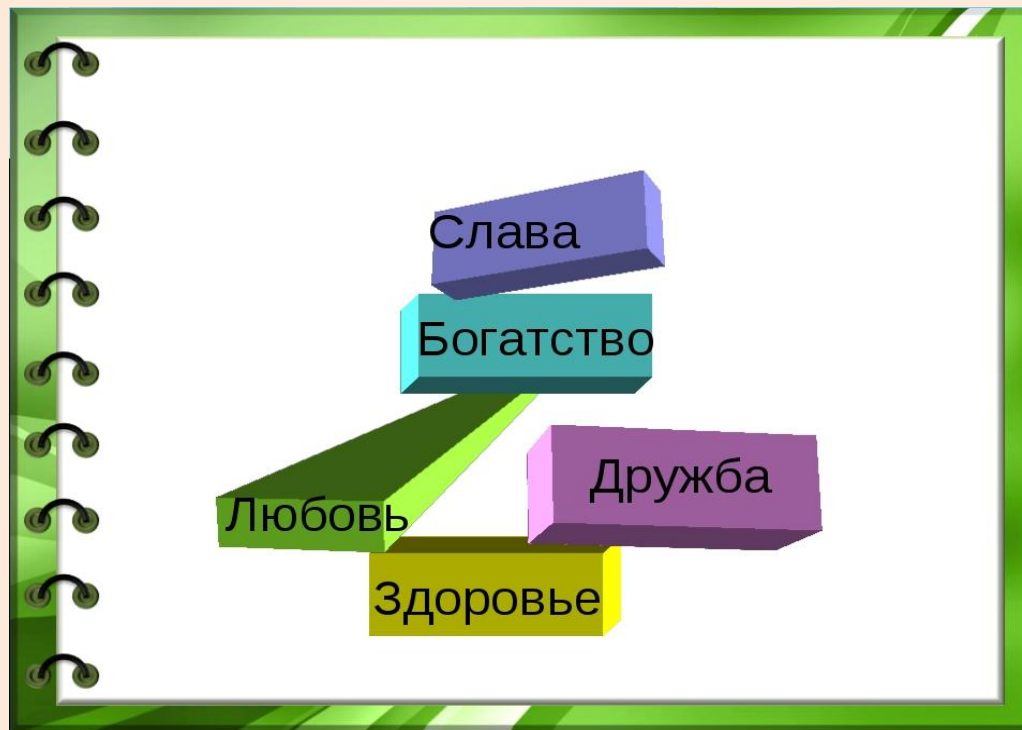 Слава
Богатство
Дружба
Любовь
Здоровье